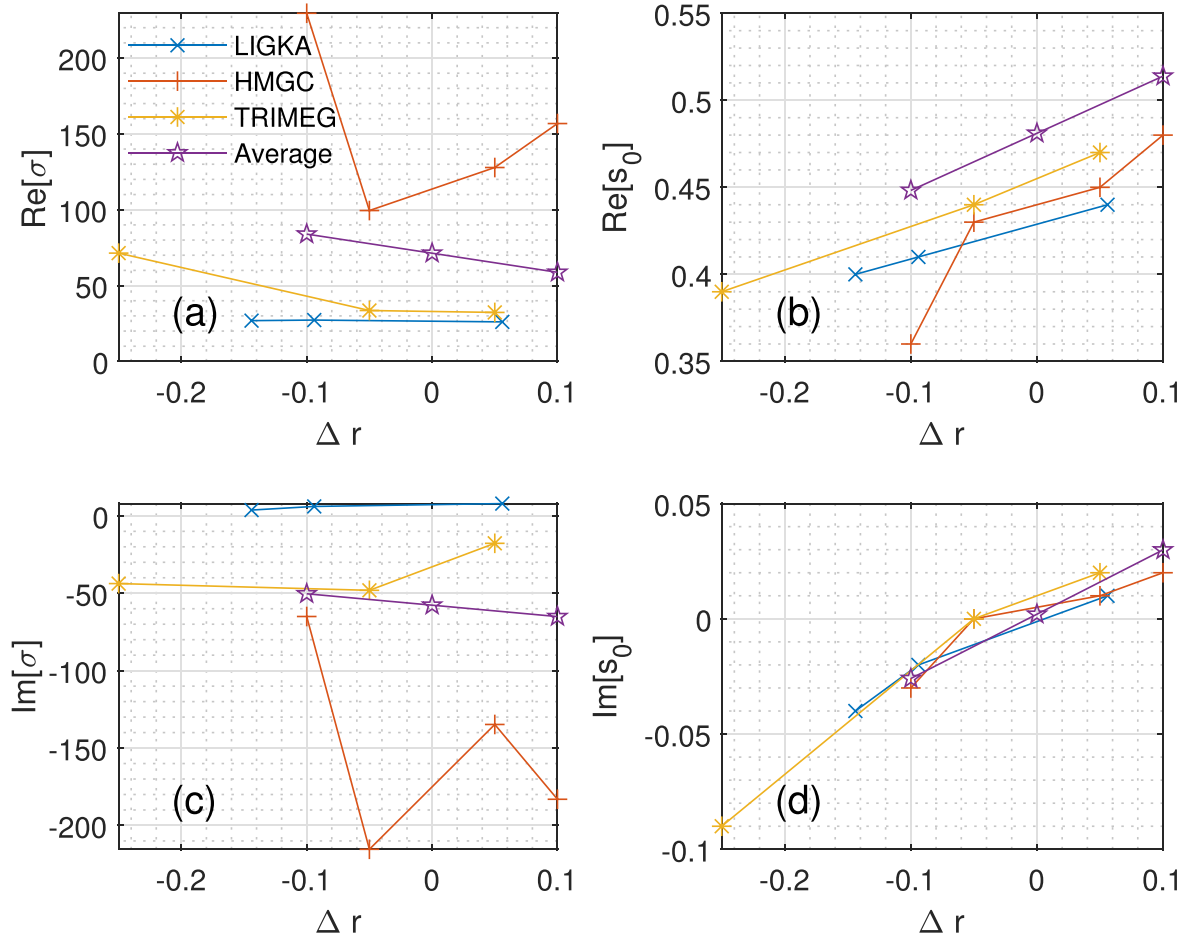 LIGKA
HMGC
TRIMEG
Average
200
150
100
50
0
Re[σ]
(a)
-0.2
-0.1
0
0.1
Δ r
0.55
0.5
0.45
0.4
0.35
Re[s₀]
(b)
-0.2
-0.1
0
0.1
Δ r
0
-50
-100
-150
-200
Im[σ]
(c)
-0.2
-0.1
0
0.1
Δ r
0.05
0
-0.05
-0.1
Im[s₀]
(d)
-0.2
-0.1
0
0.1
Δ r